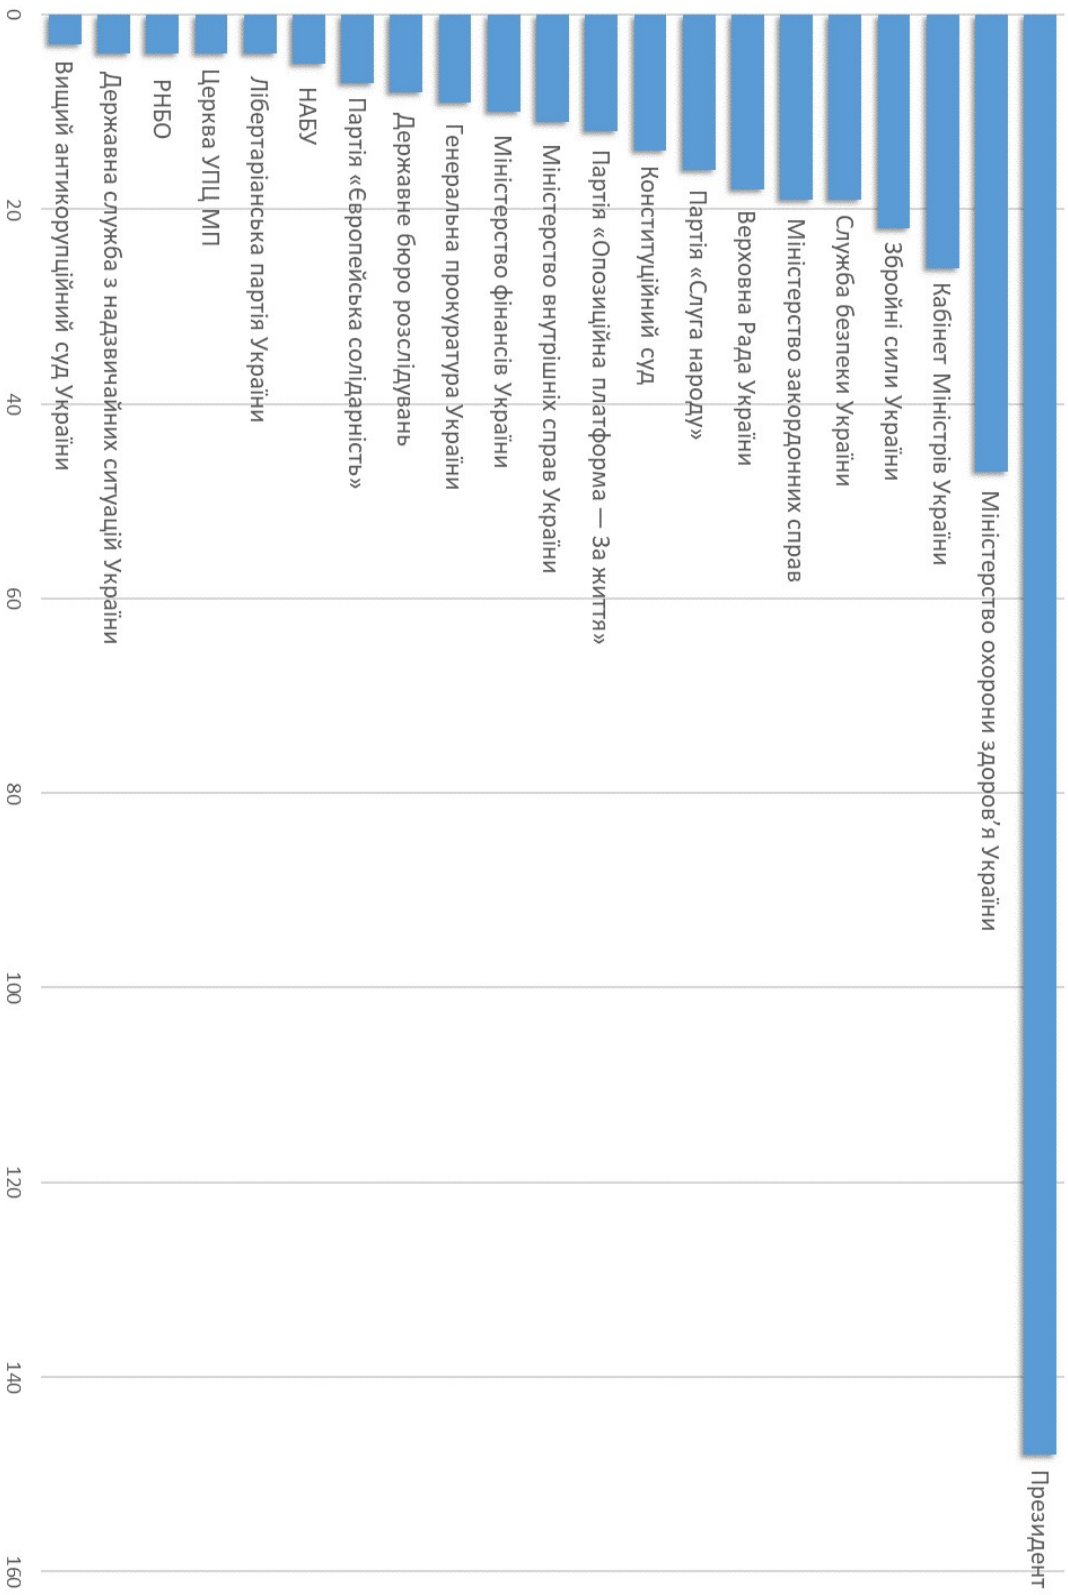 Президент
Міністерство охорони здоров’я України
Кабінет Міністрів України
Збройні сили України
Служба безпеки України
Міністерство закордонних справ
Верховна Рада України
Партія «Слуга народу»
Конституційний суд
Партія «Опозиційна платформа — За життя»
Міністерство внутрішніх справ України
Міністерство фінансів України
Генеральна прокуратура України
Державне бюро розслідувань
Партія «Європейська солідарність»
НАБУ
Лібертаріанська партія України
Церква УПЦ МП
РНБО
Державна служба з надзвичайних ситуацій України
Вищий антикорупційний суд України
0 20 40 60 80 100 120 140 160